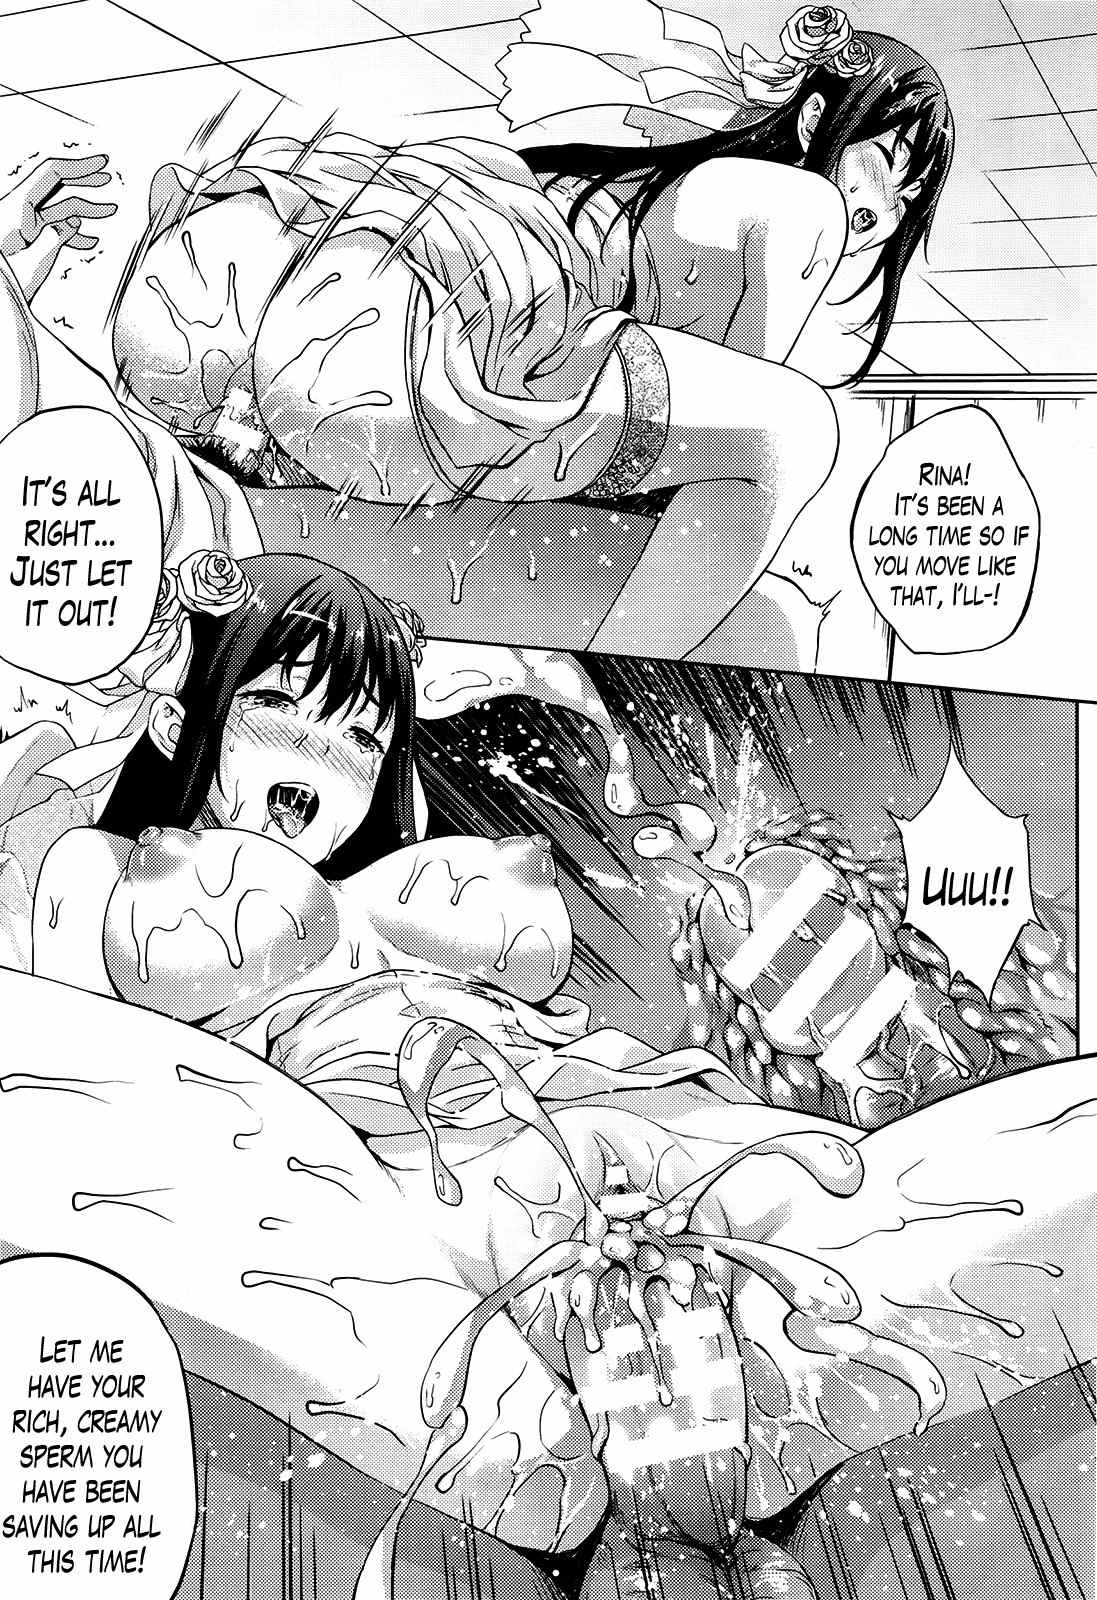 RINA!
IT'S BEEN A
LONG TIME SO IF
YOU MOVE LIKE
THAT, I'LL-!
IT'S ALL
RIGHT...
JUST LET
IT OUT!
UUU!!
LET ME
HAVE YOUR
RICH, CREAMY
SPERM YOU
HAVE BEEN
SAVING UP ALL
THIS TIME!